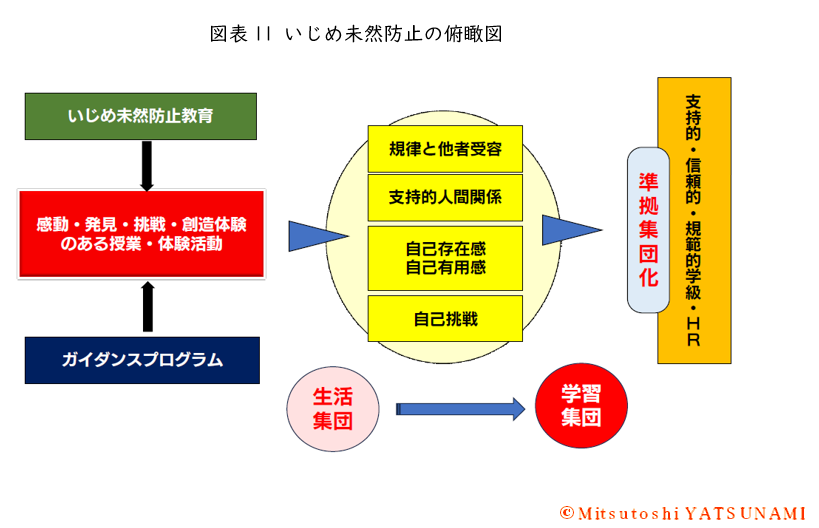 図表11 いじめ未然防止の俯瞰図
いじめ未然防止教育
感動・発見・挑戦・創造体験
のある授業・体験活動
ガイダンスプログラム
規律と他者受容
支持的人間関係
自己存在感
自己有用感
自己挑戦
準拠集団化
支持的・信頼的・規範的学級・HR
生活
集団
学習
集団
©Mitsutoshi YATSUNAMI